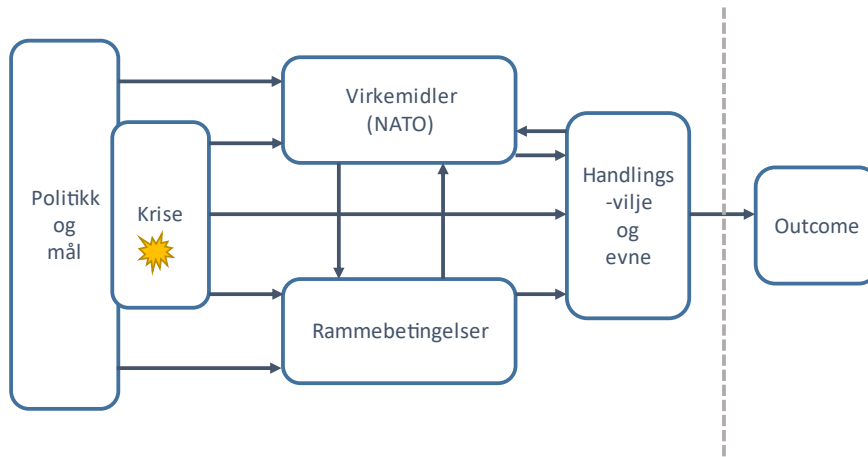 Politikk
og
mål
Krise
Virkemidler
(NATO)
Rammebetingelser
Handlings
-vilje
og
evne
Outcome